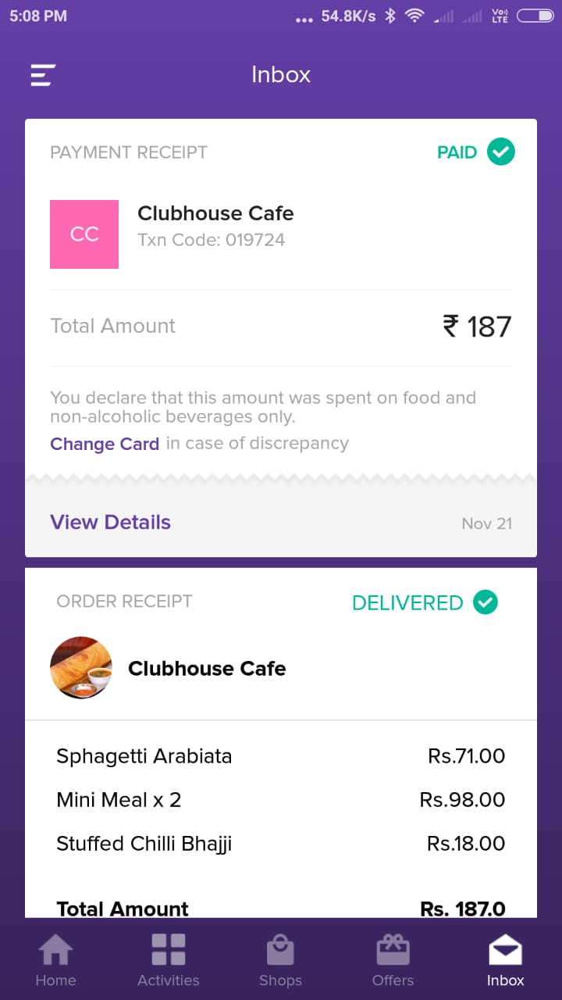 5:08 PM ... 54.8K/s Vo)) LTE
Inbox
PAYMENT RECEIPT PAID
CC Clubhouse Cafe
Txn Code: 019724
Total Amount ₹ 187
You declare that this amount was spent on food and
non-alcoholic beverages only.
Change Card in case of discrepancy
View Details Nov 21
ORDER RECEIPT DELIVERED
Clubhouse Cafe
Sphagetti Arabiata Rs.71.00
Mini Meal x 2 Rs.98.00
Stuffed Chilli Bhajji Rs.18.00
Total Amount Rs. 187.0
Home Activities Shops Offers Inbox